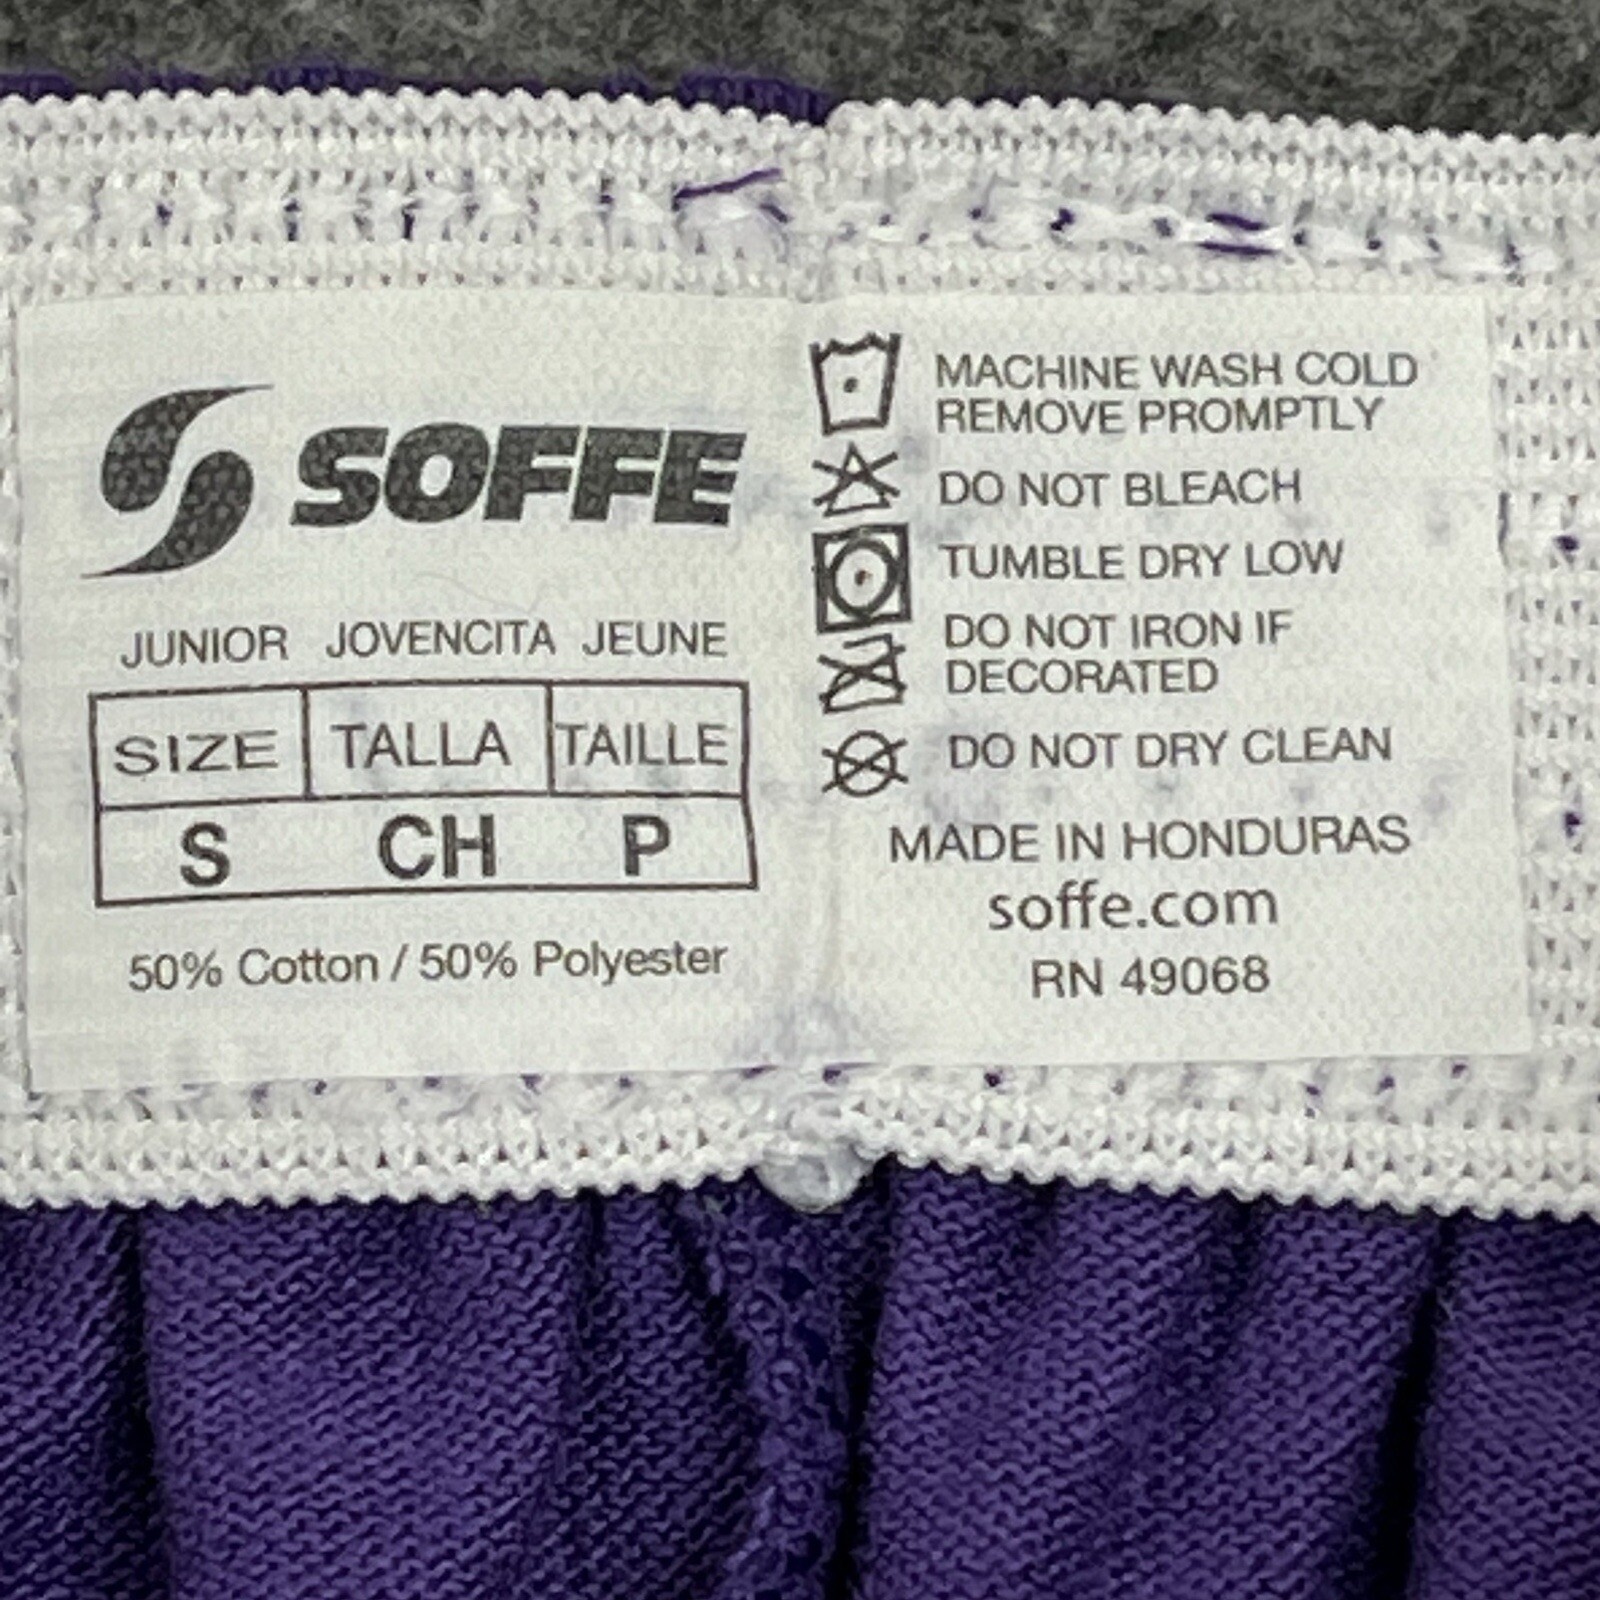 SOFFE
JUNIOR JOVENCITA JEUNE
SIZE TALLA TAILLE
S CH P
50% Cotton / 50% Polyester
MACHINE WASH COLD
REMOVE PROMPTLY
DO NOT BLEACH
TUMBLE DRY LOW
DO NOT IRON IF
DECORATED
DO NOT DRY CLEAN
MADE IN HONDURAS
soffe.com
RN 49068